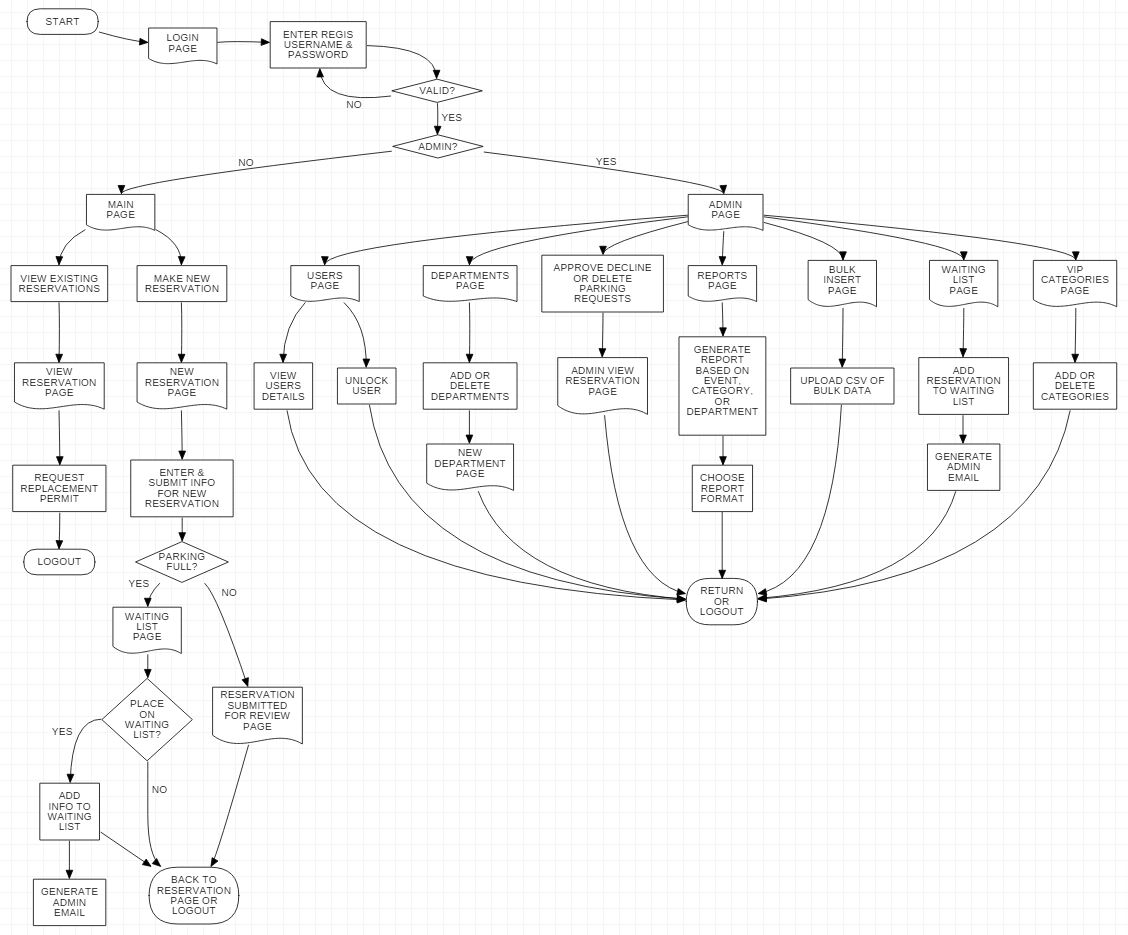 START
LOGIN
PAGE
ENTER REGIS
USERNAME &
PASSWORD
VALID?
NO
YES
ADMIN?
NO
YES
MAIN
PAGE
ADMIN
PAGE
VIEW EXISTING
RESERVATIONS
MAKE NEW
RESERVATION
USERS
PAGE
DEPARTMENTS
PAGE
APPROVE DECLINE
OR DELETE
PARKING
REQUESTS
REPORTS
PAGE
BULK
INSERT
PAGE
WAITING
LIST
PAGE
VIP
CATEGORIES
PAGE
VIEW
RESERVATION
PAGE
NEW
RESERVATION
PAGE
VIEW
USERS
DETAILS
UNLOCK
USER
ADD OR
DELETE
DEPARTMENTS
ADMIN VIEW
RESERVATION
PAGE
GENERATE
REPORT
BASED ON
EVENT,
CATEGORY,
OR
DEPARTMENT
UPLOAD CSV OF
BULK DATA
ADD
RESERVATION
TO WAITING
LIST
ADD OR
DELETE
CATEGORIES
REQUEST
REPLACEMENT
PERMIT
ENTER &
SUBMIT INFO
FOR NEW
RESERVATION
NEW
DEPARTMENT
PAGE
CHOOSE
REPORT
FORMAT
GENERATE
ADMIN
EMAIL
LOGOUT
PARKING
FULL?
YES
NO
RETURN
OR
LOGOUT
WAITING
LIST
PAGE
PLACE
ON
WAITING
LIST?
RESERVATION
SUBMITTED
FOR REVIEW
PAGE
YES
NO
ADD
INFO TO
WAITING
LIST
GENERATE
ADMIN
EMAIL
BACK TO
RESERVATION
PAGE OR
LOGOUT